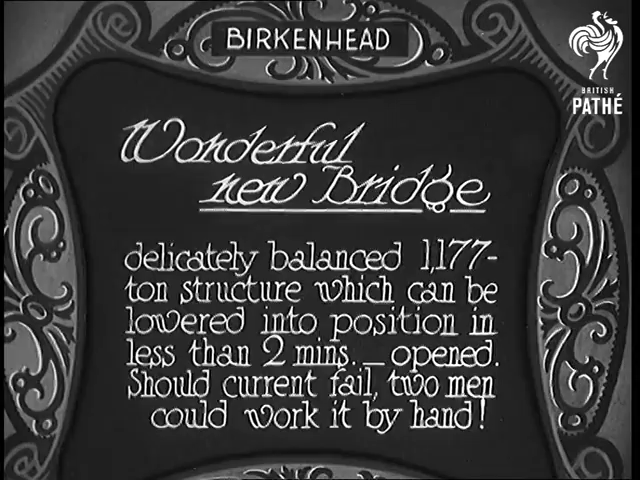 BIRKENHEAD
BRITISH
PATHÉ
Wonderful
new Bridge
delicately balanced 1,177-
ton structure which can be
lowered into position in
less than 2 mins. _ opened.
Should current fail, two men
could work it by hand!